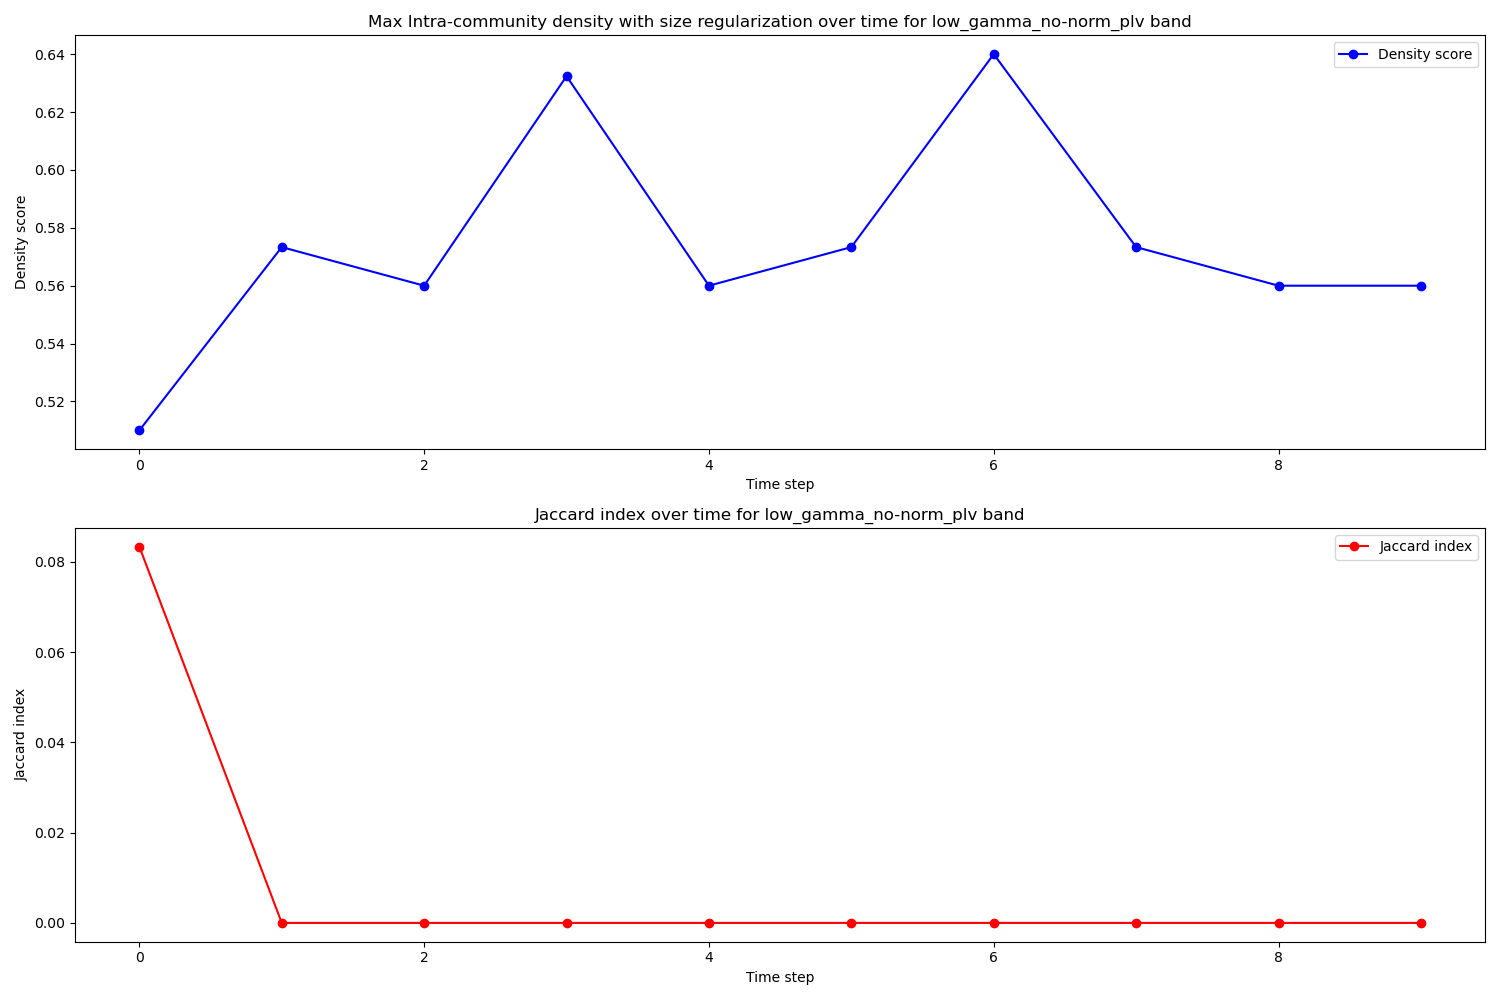 Max Intra-community density with size regularization over time for low_gamma_no-norm_plv band
Density score
0.64
0.62
0.60
0.58
0.56
0.54
0.52
Density score
0 2 4 6 8
Time step
Jaccard index over time for low_gamma_no-norm_plv band
Jaccard index
0.08
0.06
0.04
0.02
0.00
Jaccard index
0 2 4 6 8
Time step